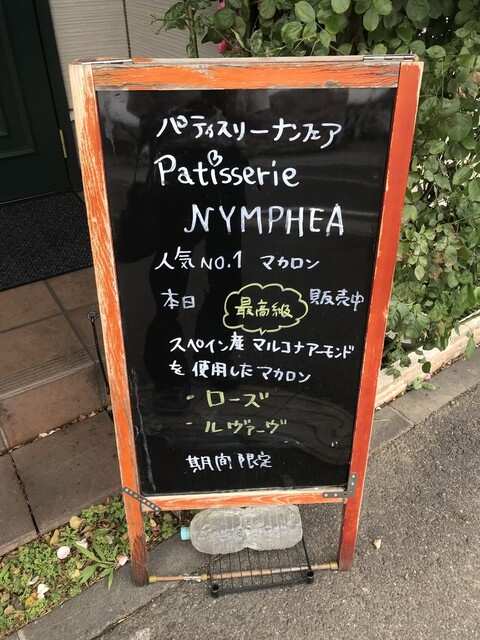 パティスリーナンフェア
Patisserie
NYMPHEA
人気NO.1 マカロン
本日 最高級 販売中
スペイン産 マルコナアーモンド
を使用したマカロン
・ローズ
・ルヴァーヴ
期間限定